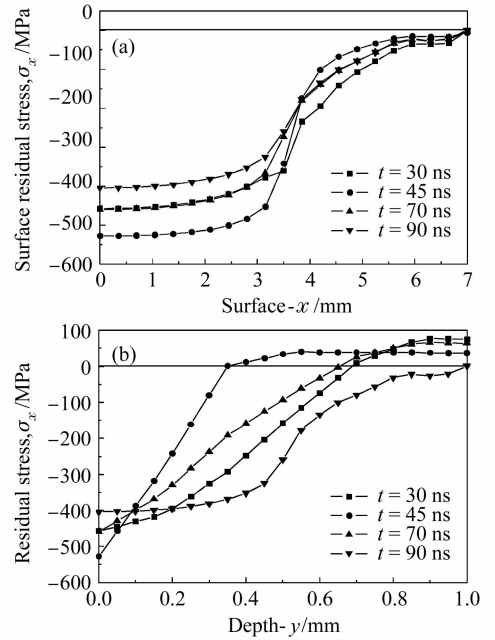 0
−100
−200
−300
−400
−500
−600
Surface residual stress, σx /MPa
(a)
t = 30 ns
t = 45 ns
t = 70 ns
t = 90 ns
0 1 2 3 4 5 6 7
Surface-x /mm
100
0
−100
−200
−300
−400
−500
−600
Residual stress, σx /MPa
(b)
t = 30 ns
t = 45 ns
t = 70 ns
t = 90 ns
0.0 0.2 0.4 0.6 0.8 1.0
Depth-y/mm